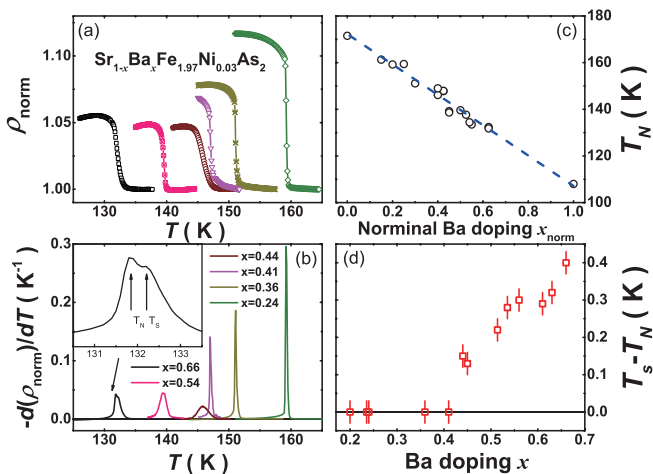 (a)
Sr1-xBaxFe1.97Ni0.03As2
ρnorm
1.10
1.05
1.00
130 140 150 160
T ( K )
(c)
TN ( K )
180
160
140
120
100
0.0 0.2 0.4 0.6 0.8 1.0
Norminal Ba doping xnorm
(b)
-d(ρnorm)/dT ( K-1)
0.3
0.2
0.1
0.0
TN TS
131 132 133
x=0.44
x=0.41
x=0.36
x=0.24
x=0.66
x=0.54
130 140 150 160
T ( K )
(d)
Ts-TN ( K )
0.4
0.3
0.2
0.1
0.0
0.2 0.3 0.4 0.5 0.6 0.7
Ba doping x